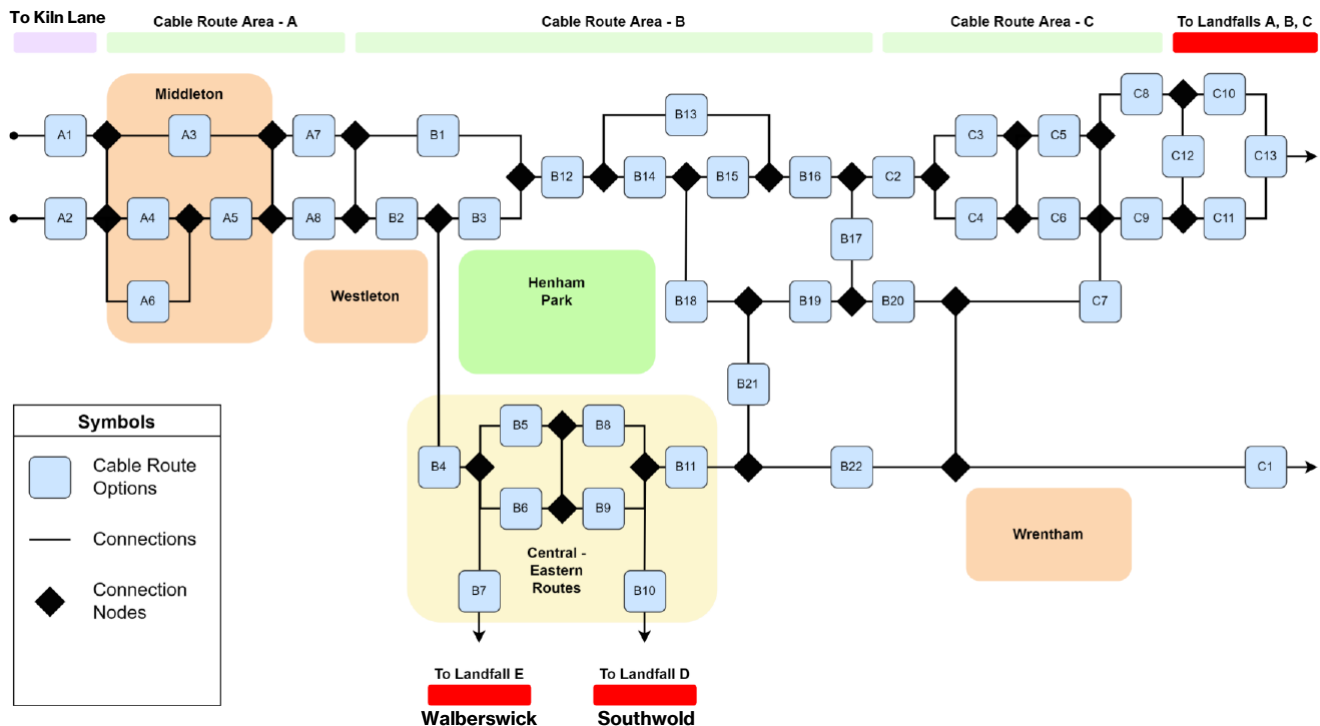 To Kiln Lane
Cable Route Area - A
Cable Route Area - B
Cable Route Area - C
To Landfalls A, B, C
Middleton
A1
A3
A7
B1
B13
C3
C5
C8
C10
B12
B14
B15
B16
C2
C12
C13
A2
A4
A5
A8
B2
B3
B17
C4
C6
C9
C11
A6
Westleton
Henham
Park
B18
B19
B20
C7
B21
Symbols
Cable Route
Options
Connections
Connection
Nodes
B5
B8
B4
B11
B22
C1
B6
B9
Central -
Eastern
Routes
Wrentham
B7
B10
To Landfall E
To Landfall D
Walberswick
Southwold